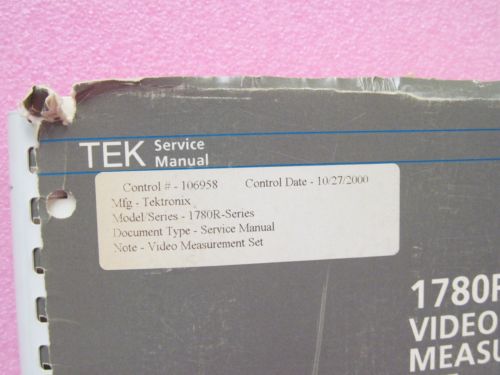 TEK Service Manual
Control # - 106958 Control Date - 10/27/2000
Mfg - Tektronix
Model/Series - 1780R-Series
Document Type - Service Manual
Note - Video Measurement Set
1780R
VIDEO
MEASU